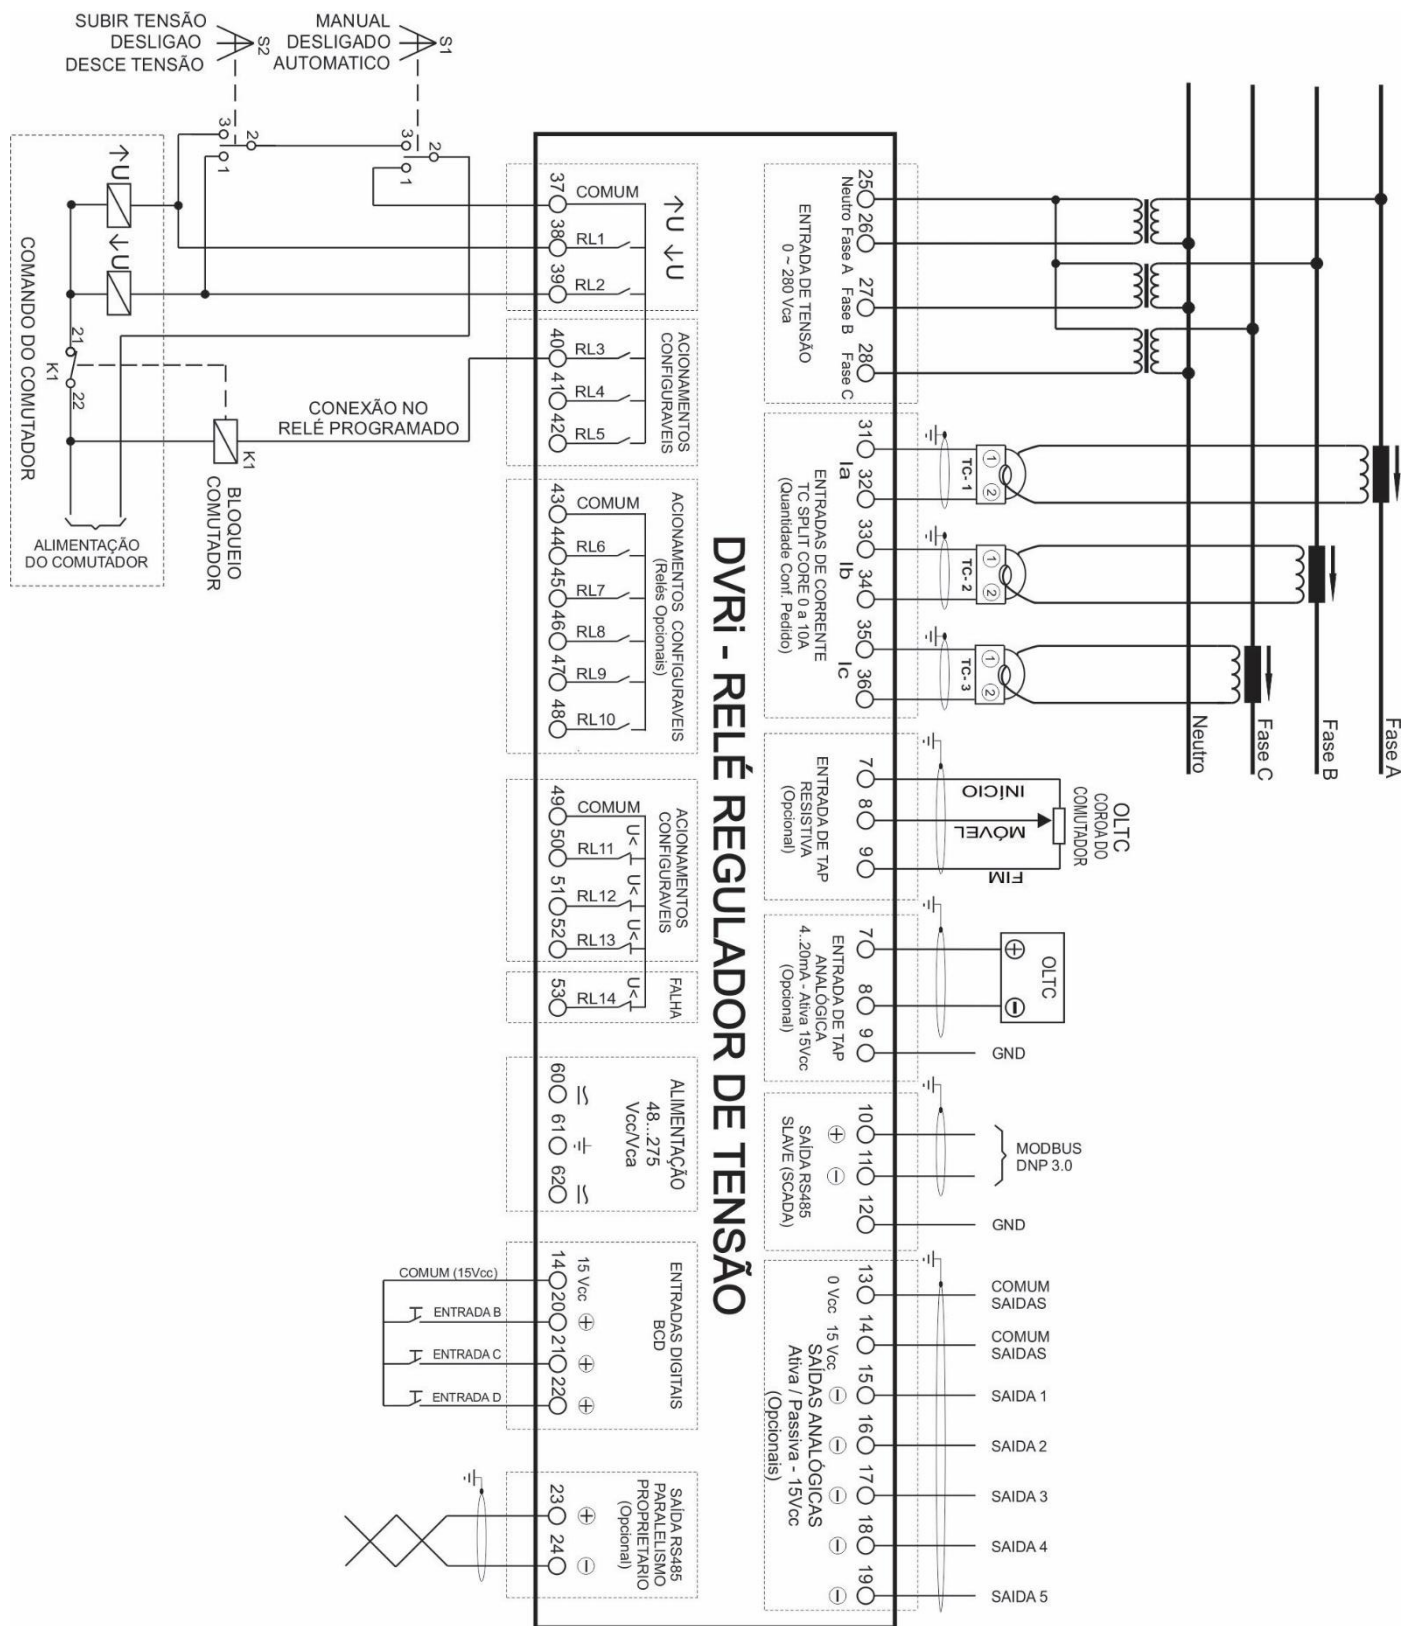 SUBIR TENSÃO
DESLIGAO
DESCE TENSÃO
S2
MANUAL
DESLIGADO
AUTOMATICO
S1
3
2
1
3
2
1
COMANDO DO COMUTADOR
↑U
↓U
21
K1
22
K1
BLOQUEIO
COMUTADOR
CONEXÃO NO
RELÉ PROGRAMADO
ALIMENTAÇÃO
DO COMUTADOR
DVRi - RELÉ REGULADOR DE TENSÃO
37 COMUM
38 RL1
39 RL2
↑U ↓U
40 RL3
41 RL4
42 RL5
ACIONAMENTOS
CONFIGURAVEIS
43 COMUM
44 RL6
45 RL7
46 RL8
47 RL9
48 RL10
ACIONAMENTOS CONFIGURAVEIS
(Relés Opcionais)
49 COMUM
50 RL11 U<
51 RL12 U<
52 RL13 U<
ACIONAMENTOS
CONFIGURAVEIS
53 RL14 U<
FALHA
60
61
62
ALIMENTAÇÃO
48...275
Vcc/Vca
COMUM (15Vcc)
ENTRADA B
ENTRADA C
ENTRADA D
14 15 Vcc
20 +
21 +
22 +
ENTRADAS DIGITAIS
BCD
23 +
24 -
SAÍDA RS485
PARALELISMO
PROPRIETARIO
(Opcional)
25 Neutro
26 Fase A
27 Fase B
28 Fase C
ENTRADA DE TENSÃO
0 ~ 280 Vca
31
Ia
32
33
Ib
34
35
Ic
36
ENTRADAS DE CORRENTE
TC SPLIT CORE 0 a 10A
(Quantidade Conf. Pedido)
TC- 1
1
2
TC- 2
1
2
TC- 3
1
2
Neutro
Fase C
Fase B
Fase A
7 INÍCIO
8 MÓVEL
9 FIM
ENTRADA DE TAP
RESISTIVA
(Opcional)
OLTC
COROA DO
COMUTADOR
7 +
8 -
9 GND
OLTC
ENTRADA DE TAP
ANALÓGICA
4..20mA - Ativa 15Vcc
(Opcional)
10 +
11 -
12 GND
MODBUS
DNP 3.0
SAÍDA RS485
SLAVE (SCADA)
13 0 Vcc COMUM
SAIDAS
14 15 Vcc COMUM
SAIDAS
15 - SAIDA 1
16 - SAIDA 2
17 - SAIDA 3
18 - SAIDA 4
19 - SAIDA 5
SAÍDAS ANALÓGICAS
Ativa / Passiva - 15Vcc
(Opcionais)